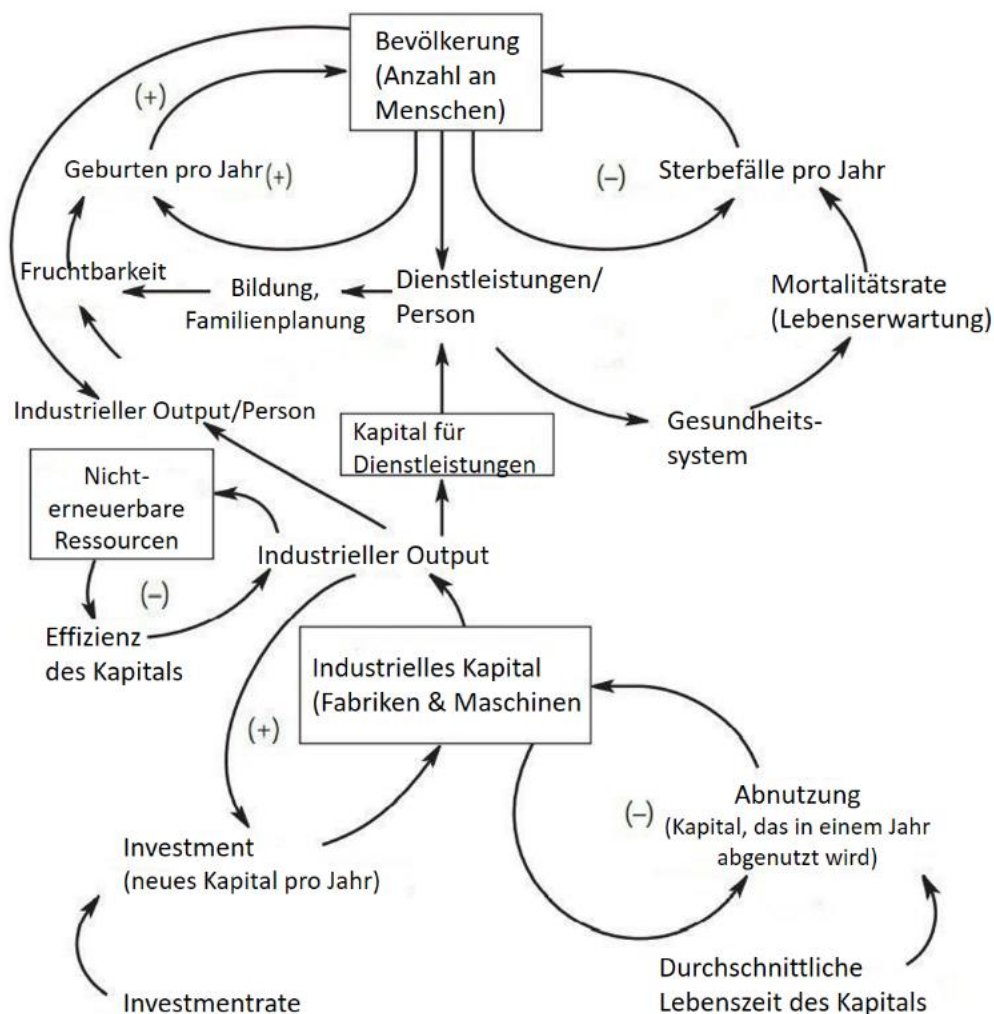 Bevölkerung
(Anzahl an
Menschen)
(+)
Geburten pro Jahr (+)
(–)
Sterbefälle pro Jahr
Fruchtbarkeit
Bildung,
Familienplanung
Dienstleistungen/
Person
Mortalitätsrate
(Lebenserwartung)
Industrieller Output/Person
Kapital für
Dienstleistungen
Gesundheits-
system
Nicht-
erneuerbare
Ressourcen
Industrieller Output
(–)
Effizienz
des Kapitals
Industrielles Kapital
(Fabriken & Maschinen
(+)
Investment
(neues Kapital pro Jahr)
(–)
Abnutzung
(Kapital, das in einem Jahr
abgenutzt wird)
Investmentrate
Durchschnittliche
Lebenszeit des Kapitals